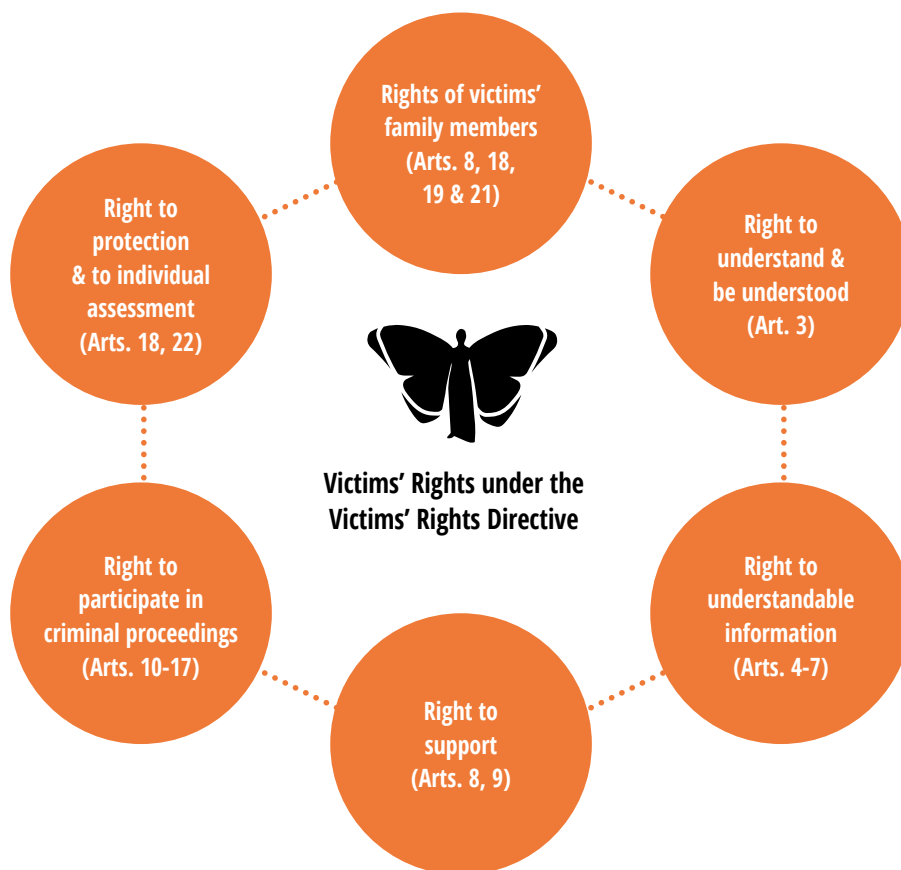 Rights of victims’
family members
(Arts. 8, 18,
19 & 21)
Right to
understand &
be understood
(Art. 3)
Right to
understandable
information
(Arts. 4-7)
Right to
support
(Arts. 8, 9)
Right to
participate in
criminal proceedings
(Arts. 10-17)
Right to
protection
& to individual
assessment
(Arts. 18, 22)
Victims’ Rights under the
Victims’ Rights Directive